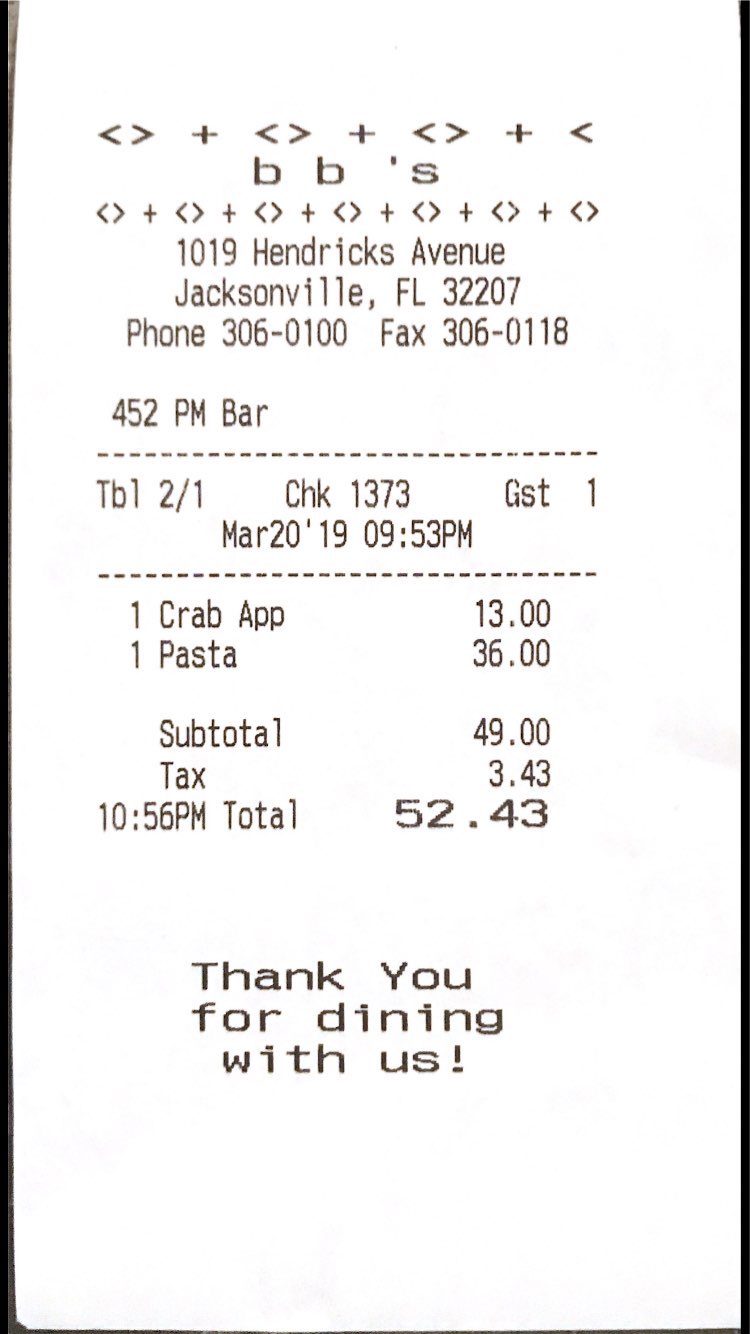 <> + <> + <> + <
b b 's
<> + <> + <> + <> + <> + <> + <>
1019 Hendricks Avenue
Jacksonville, FL 32207
Phone 306-0100 Fax 306-0118
452 PM Bar
--------------------------------
Tbl 2/1 Chk 1373 Gst 1
Mar20'19 09:53PM
--------------------------------
1 Crab App 13.00
1 Pasta 36.00
Subtotal 49.00
Tax 3.43
10:56PM Total 52.43
Thank You
for dining
with us!